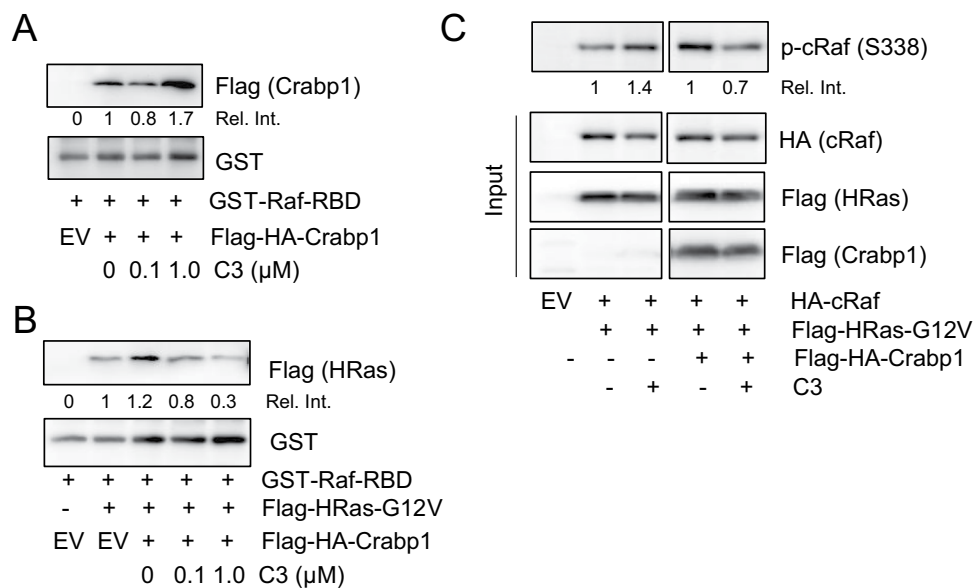 A
Flag (Crabp1)
0 1 0.8 1.7 Rel. Int.
GST
+ + + + GST-Raf-RBD
EV + + + Flag-HA-Crabp1
0 0.1 1.0 C3 (μM)
B
Flag (HRas)
0 1 1.2 0.8 0.3 Rel. Int.
GST
+ + + + + GST-Raf-RBD
- + + + + Flag-HRas-G12V
EV EV + + + Flag-HA-Crabp1
0 0.1 1.0 C3 (μM)
C
p-cRaf (S338)
1 1.4 1 0.7 Rel. Int.
Input
HA (cRaf)
Flag (HRas)
Flag (Crabp1)
EV + + + + HA-cRaf
+ + + + Flag-HRas-G12V
- + + Flag-HA-Crabp1
- + - + C3